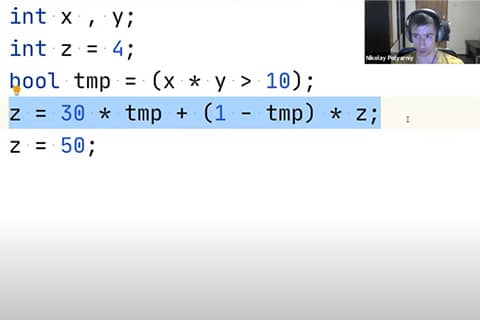 int x , y;
int z = 4;
bool tmp = (x * y > 10);
z = 30 * tmp + (1 - tmp) * z;
z = 50;
Nikolay Polyarniy